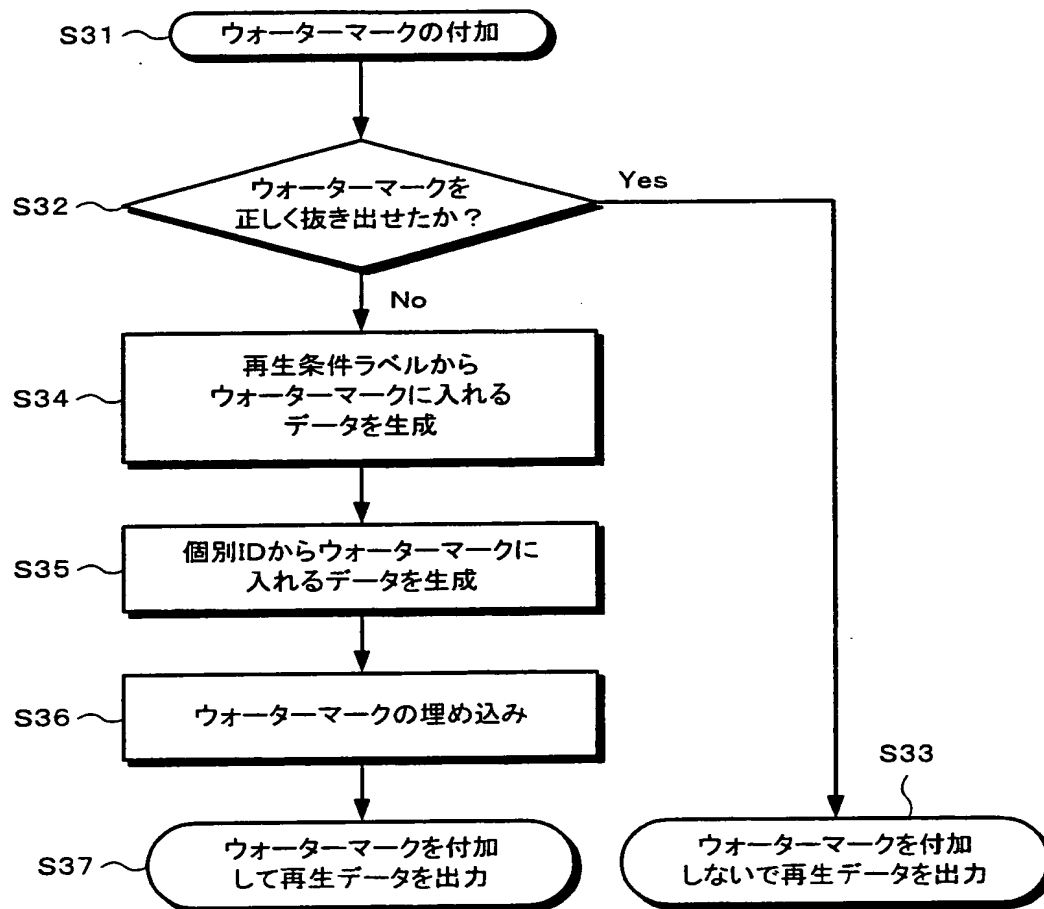 S31
ウォーターマークの付加
S32
ウォーターマークを
正しく抜き出せたか？
Yes
No
S34
再生条件ラベルから
ウォーターマークに入れる
データを生成
S35
個別IDからウォーターマークに
入れるデータを生成
S36
ウォーターマークの埋め込み
S37
ウォーターマークを付加
して再生データを出力
S33
ウォーターマークを付加
しないで再生データを出力